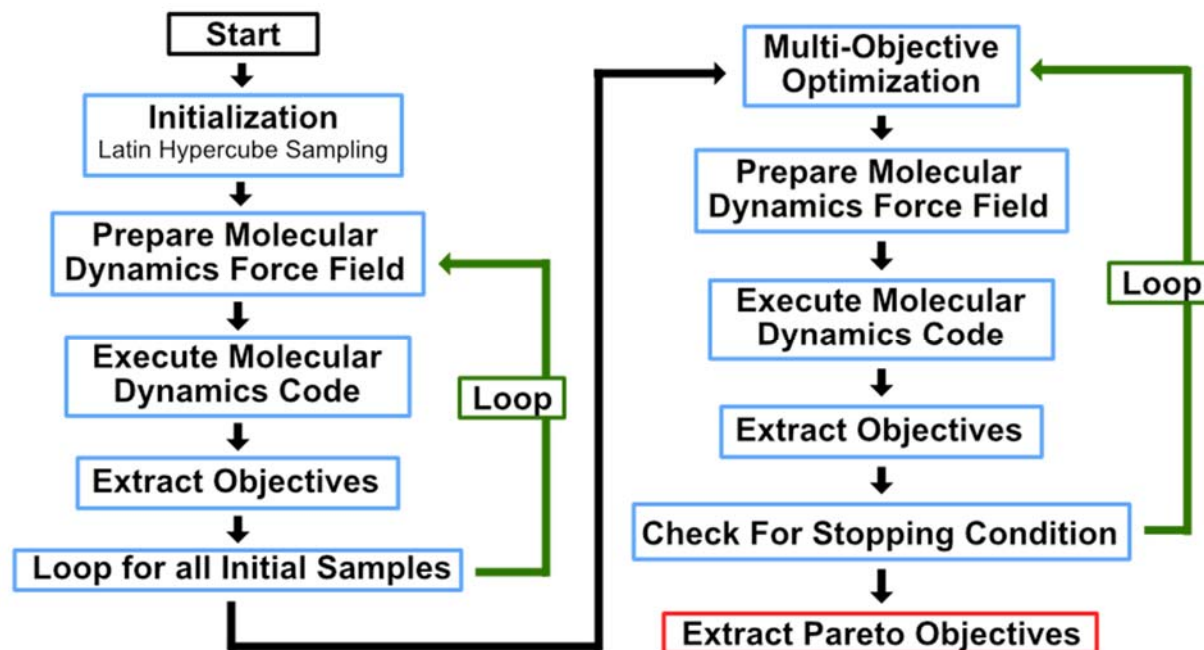 Start
Initialization
Latin Hypercube Sampling
Prepare Molecular
Dynamics Force Field
Execute Molecular
Dynamics Code
Extract Objectives
Loop for all Initial Samples
Loop
Multi-Objective
Optimization
Prepare Molecular
Dynamics Force Field
Execute Molecular
Dynamics Code
Extract Objectives
Check For Stopping Condition
Extract Pareto Objectives
Loop